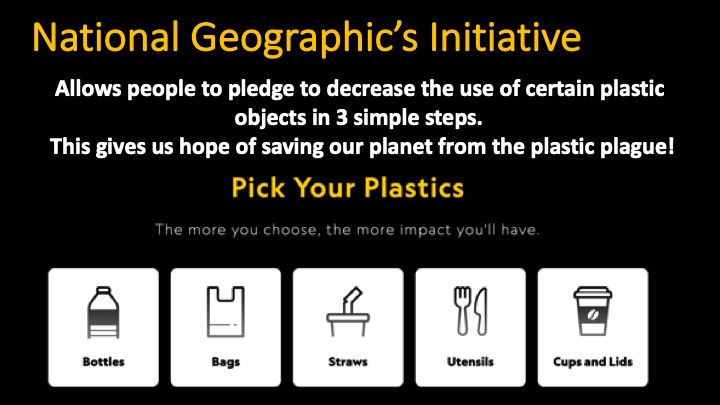 National Geographic’s Initiative
Allows people to pledge to decrease the use of certain plastic
objects in 3 simple steps.
This gives us hope of saving our planet from the plastic plague!
Pick Your Plastics
The more you choose, the more impact you'll have.
Bottles
Bags
Straws
Utensils
Cups and Lids